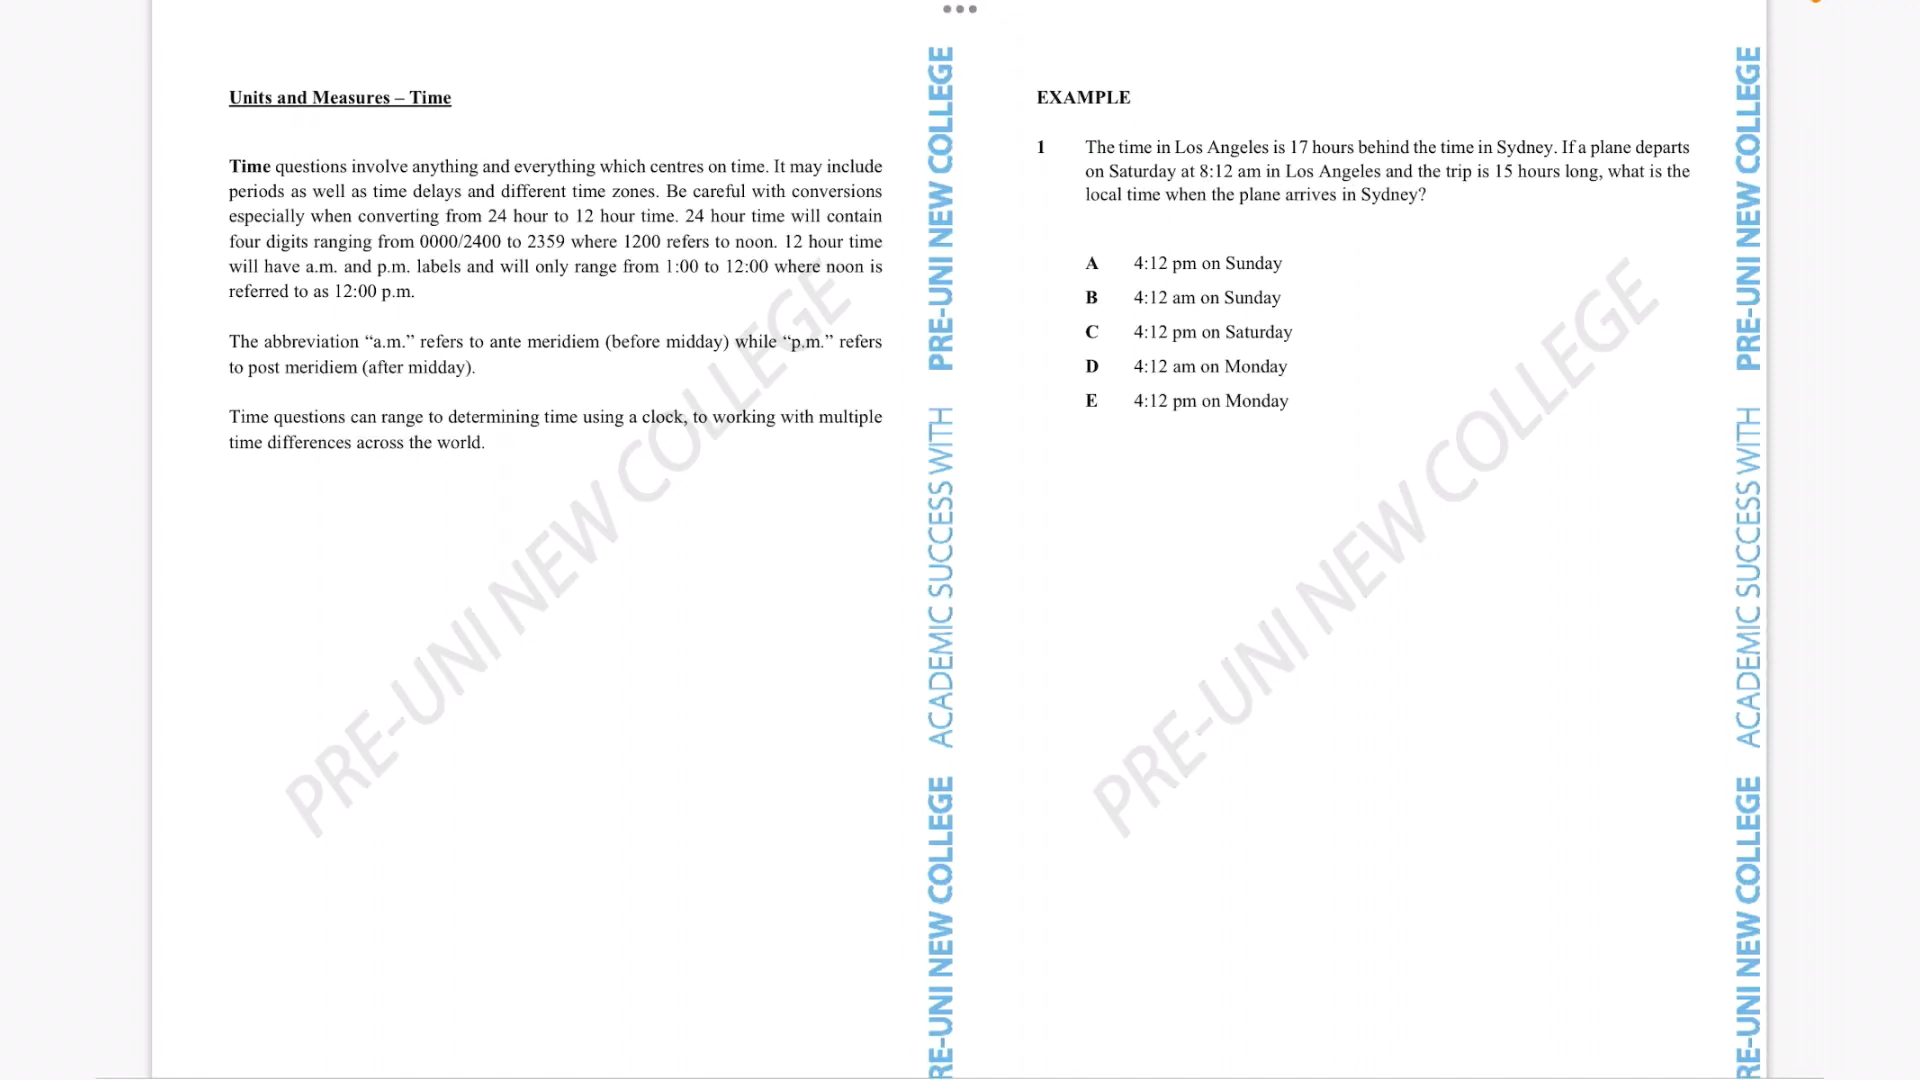 Units and Measures – Time
Time questions involve anything and everything which centres on time. It may include
periods as well as time delays and different time zones. Be careful with conversions
especially when converting from 24 hour to 12 hour time. 24 hour time will contain
four digits ranging from 0000/2400 to 2359 where 1200 refers to noon. 12 hour time
will have a.m. and p.m. labels and will only range from 1:00 to 12:00 where noon is
referred to as 12:00 p.m.
The abbreviation “a.m.” refers to ante meridiem (before midday) while “p.m.” refers
to post meridiem (after midday).
Time questions can range to determining time using a clock, to working with multiple
time differences across the world.
PRE-UNI NEW COLLEGE
RE-UNI NEW COLLEGE ACADEMIC SUCCESS WITH PRE-UNI NEW COLLEGE
EXAMPLE
1 The time in Los Angeles is 17 hours behind the time in Sydney. If a plane departs
on Saturday at 8:12 am in Los Angeles and the trip is 15 hours long, what is the
local time when the plane arrives in Sydney?
A 4:12 pm on Sunday
B 4:12 am on Sunday
C 4:12 pm on Saturday
D 4:12 am on Monday
E 4:12 pm on Monday
PRE-UNI NEW COLLEGE
RE-UNI NEW COLLEGE ACADEMIC SUCCESS WITH PRE-UNI NEW COLLEGE